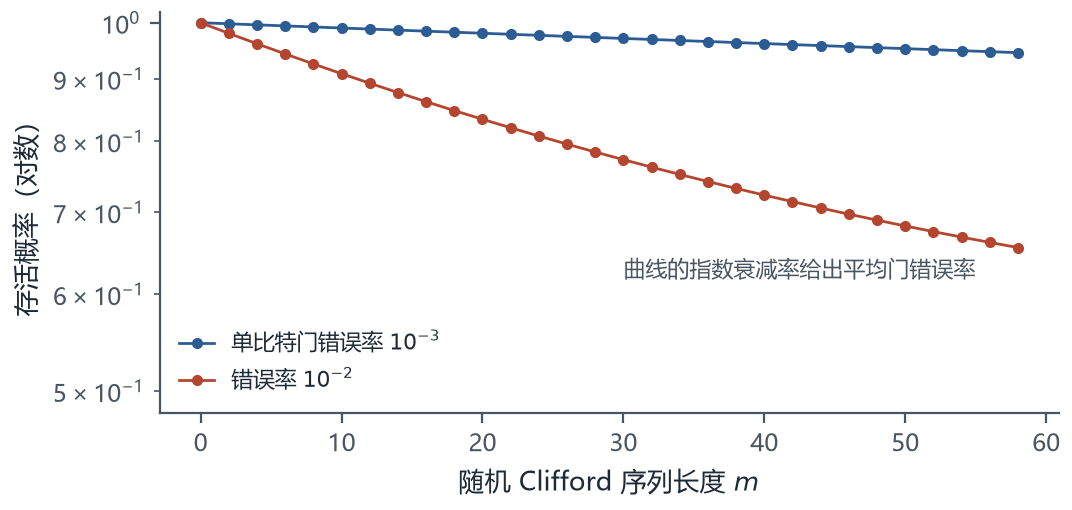 10⁰
9 × 10⁻¹
8 × 10⁻¹
7 × 10⁻¹
6 × 10⁻¹
5 × 10⁻¹
存活概率（对数）
曲线的指数衰减率给出平均门错误率
单比特门错误率 10⁻³
错误率 10⁻²
0 10 20 30 40 50 60
随机 Clifford 序列长度 m